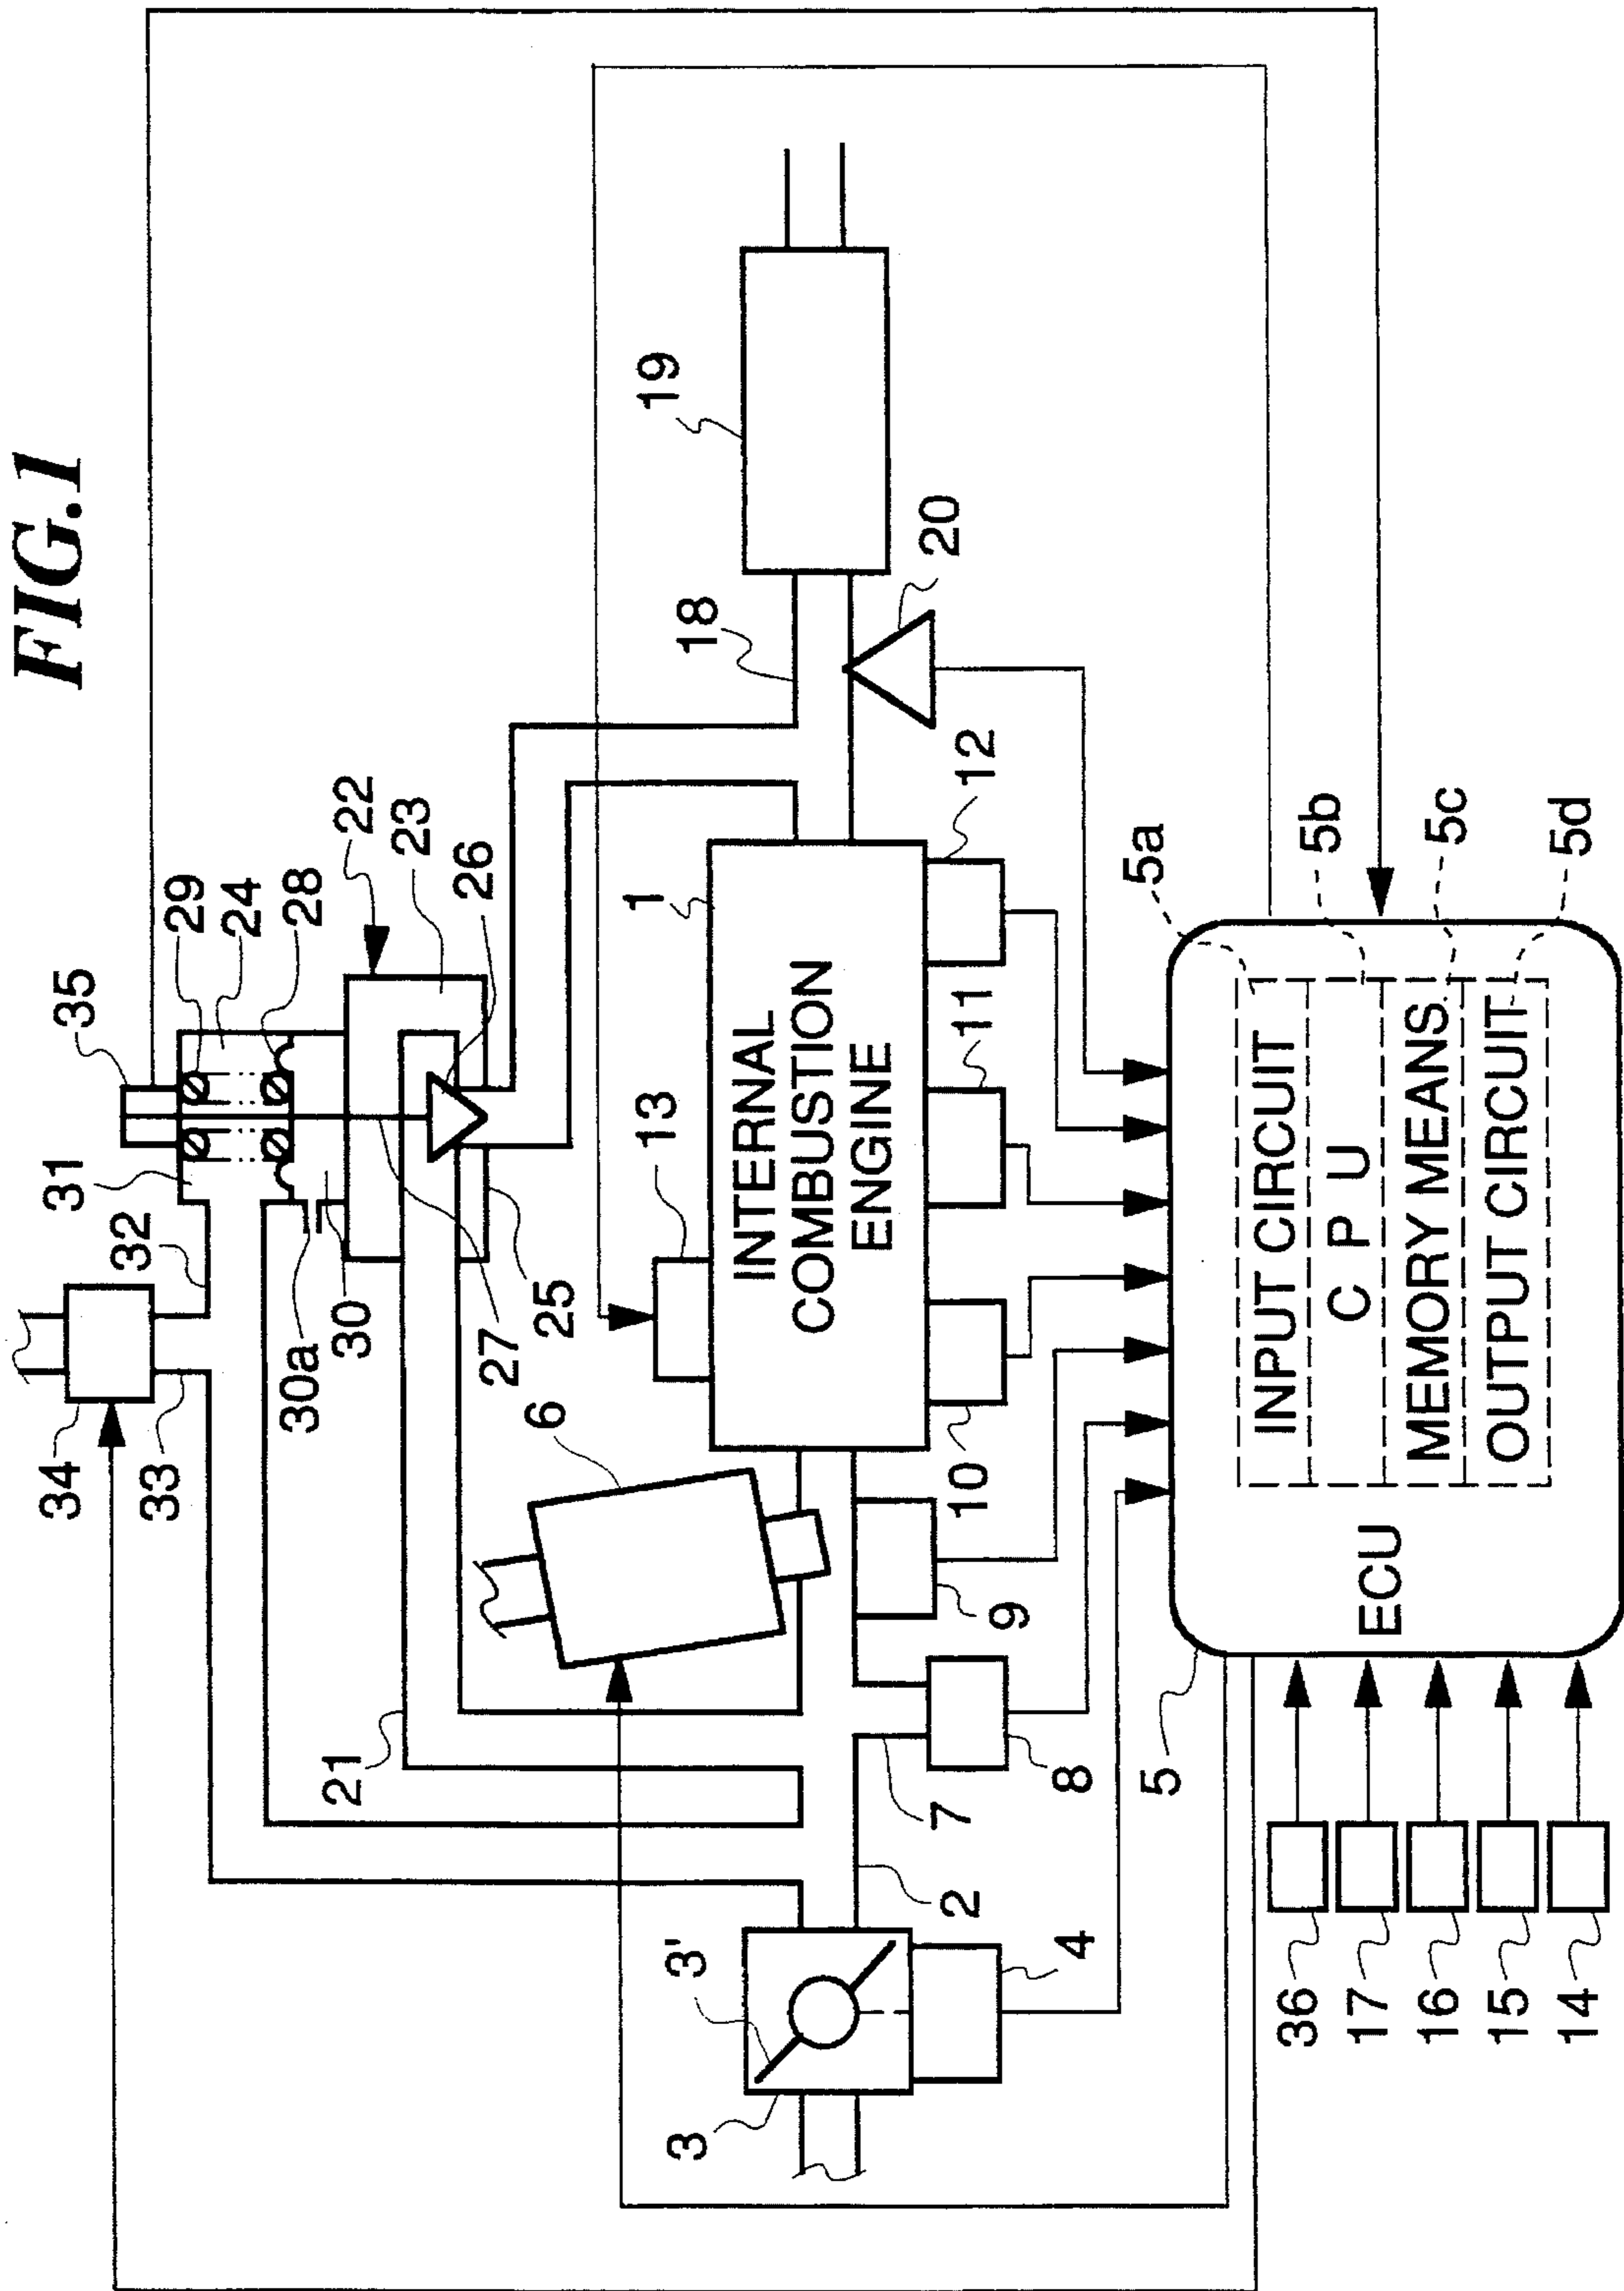 FIG.1
35
29
24
28
22
23
26
31
32
34
33
30a
30
27
25
21
6
13
1
18
19
20
INTERNAL
COMBUSTION
ENGINE
12
11
10
9
8
7
2
3'
3
4
5
5a
5b
5c
5d
INPUT CIRCUIT
C P U
MEMORY MEANS
OUTPUT CIRCUIT
ECU
36
17
16
15
14